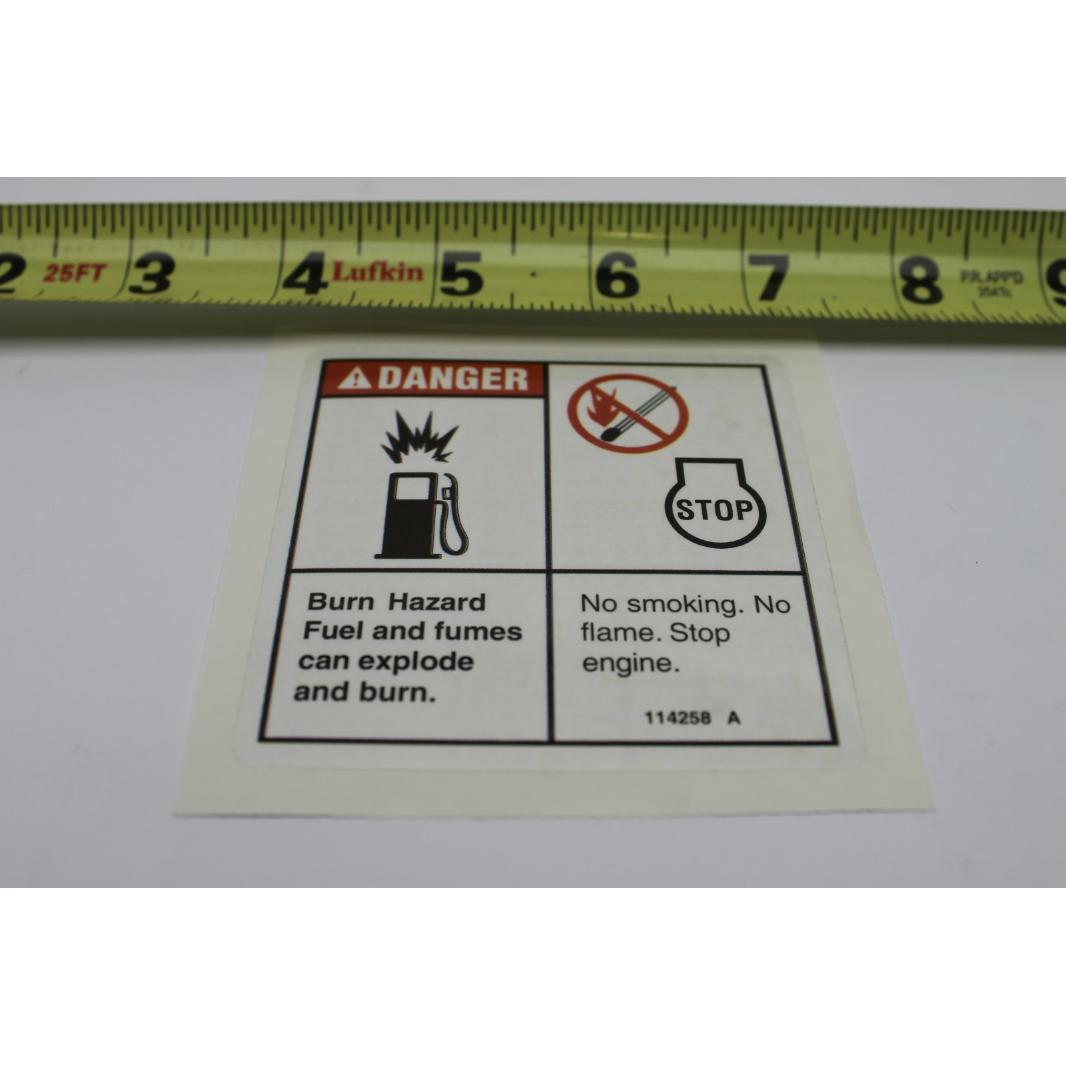 2 25FT 3 4 Lufkin 5 6 7 8 P.R. APP'D 9
DANGER
STOP
Burn Hazard
Fuel and fumes
can explode
and burn.
No smoking. No
flame. Stop
engine.
114258 A